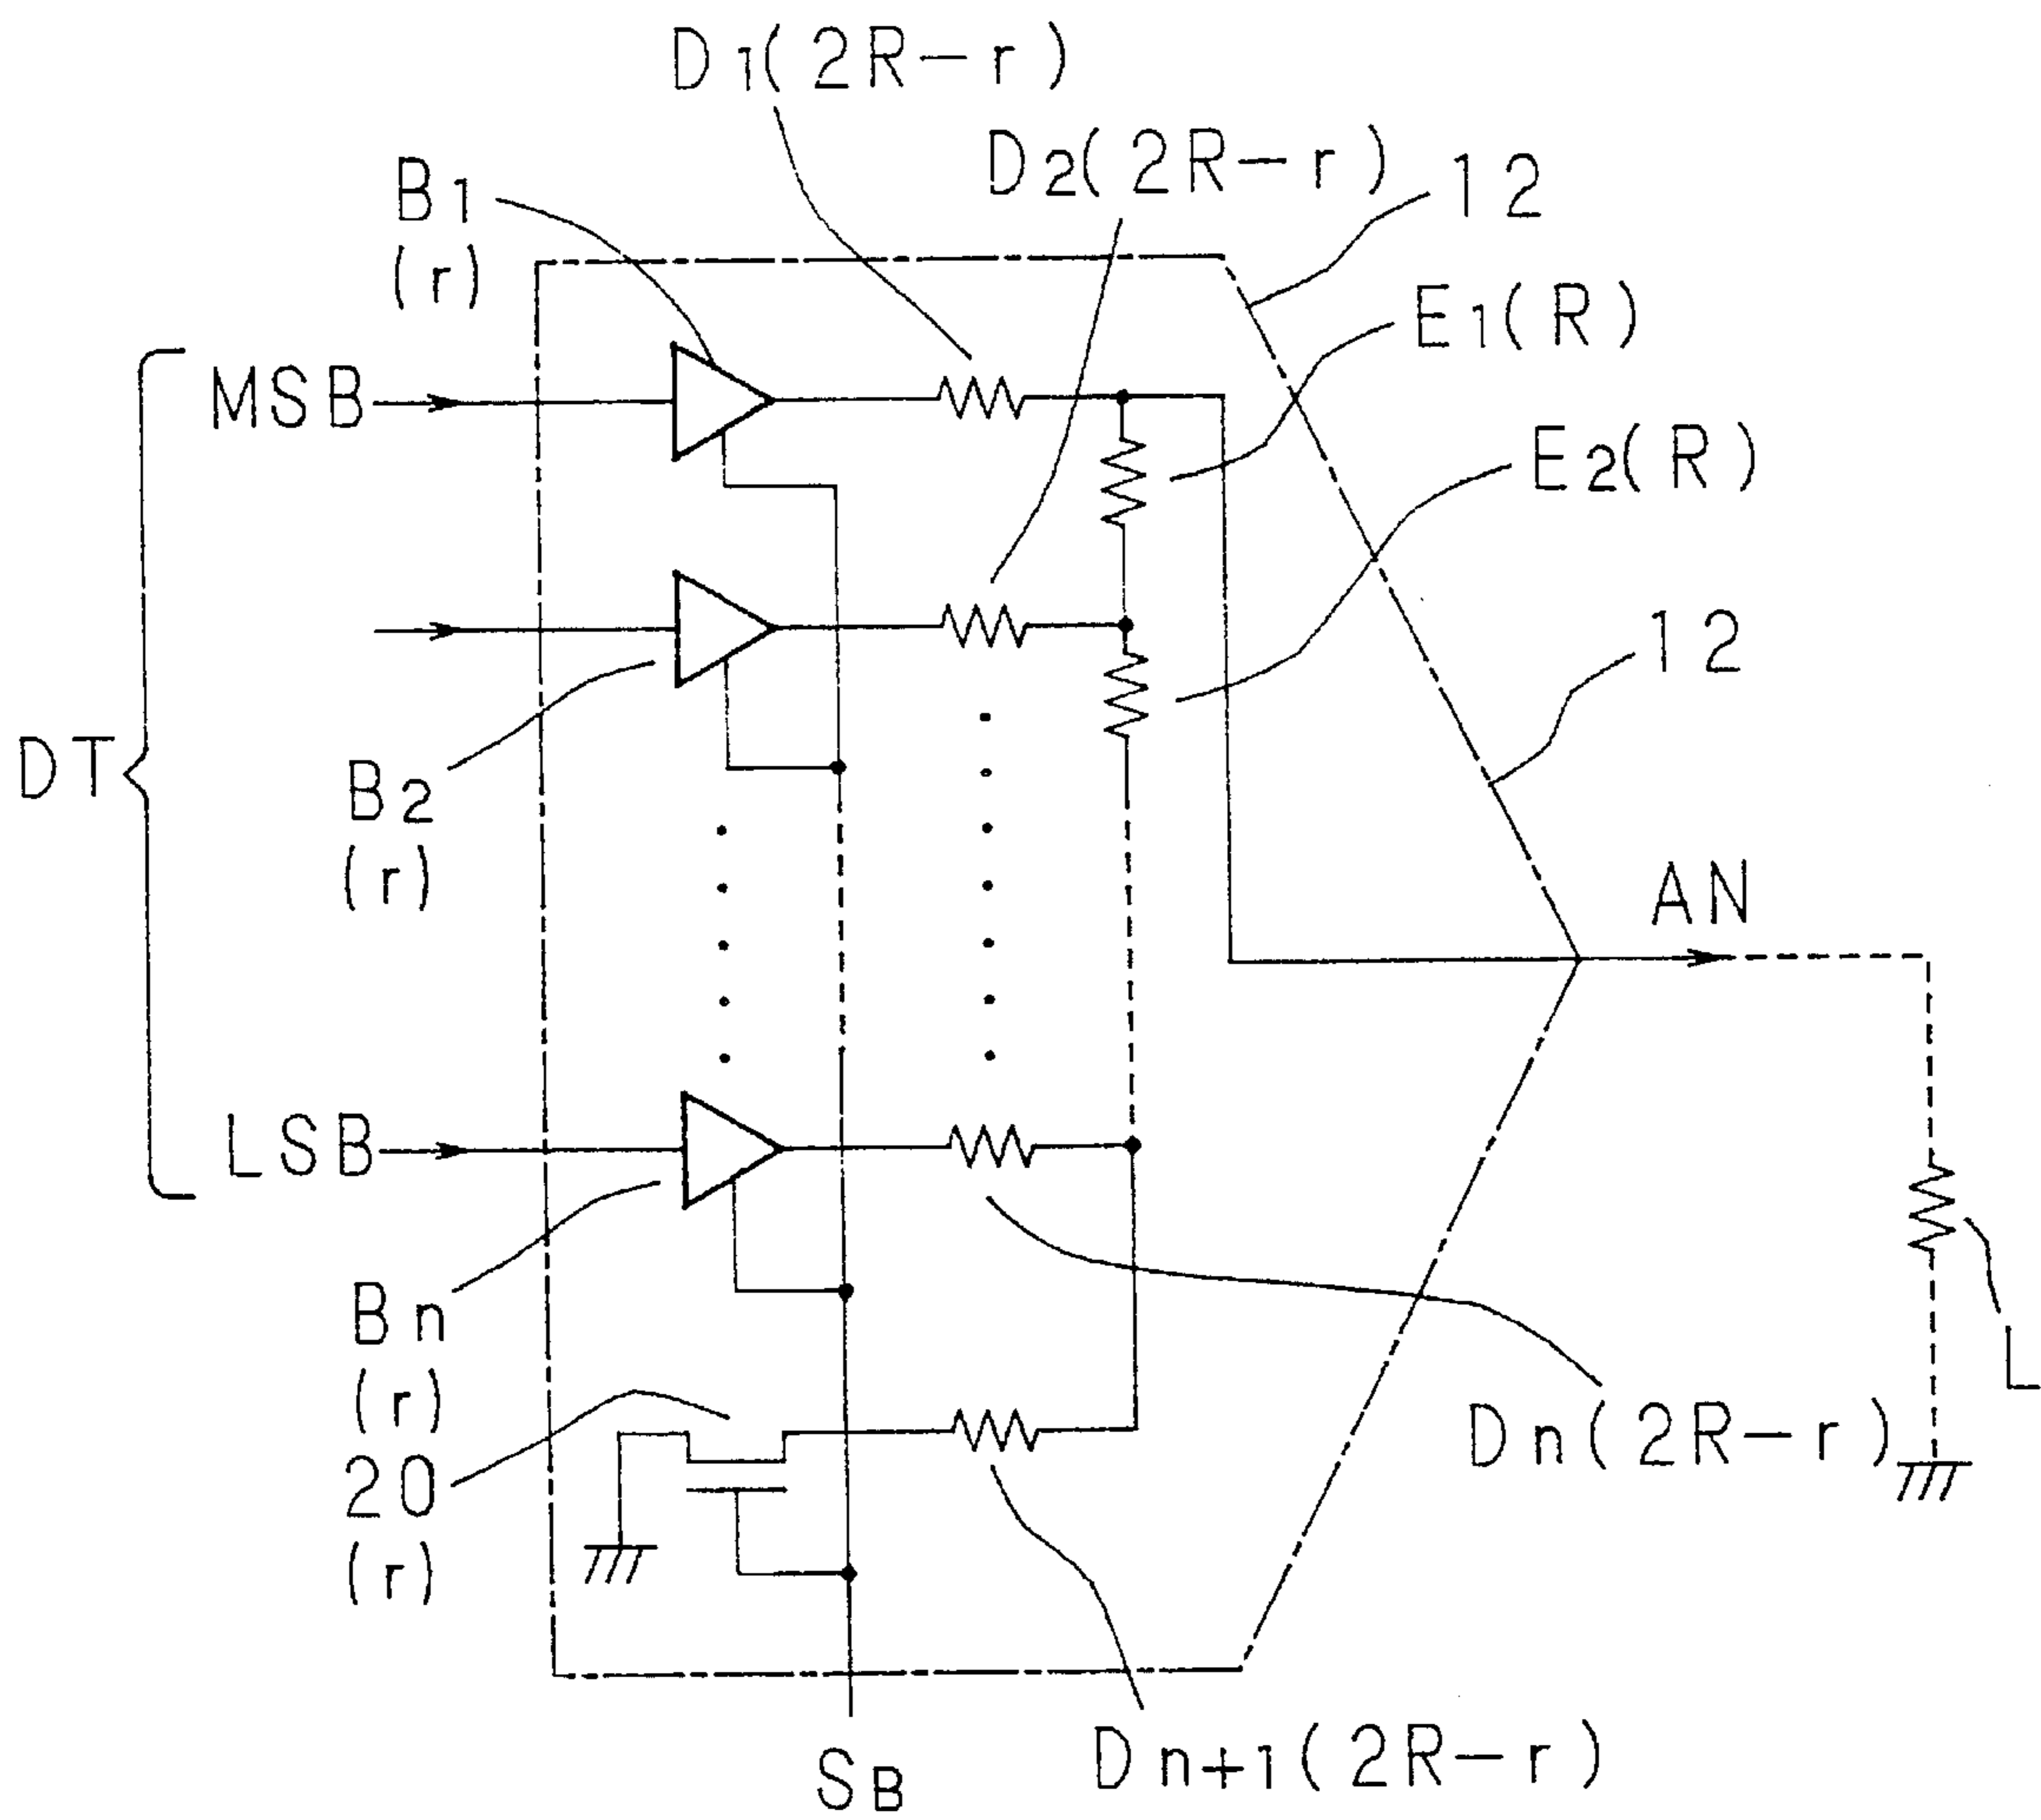 D1(2R-r)
D2(2R-r)
12
B1
(r)
E1(R)
MSB
E2(R)
12
DT
B2
(r)
AN
LSB
Bn
(r)
L
Dn(2R-r)
20
(r)
Dn+1(2R-r)
SB